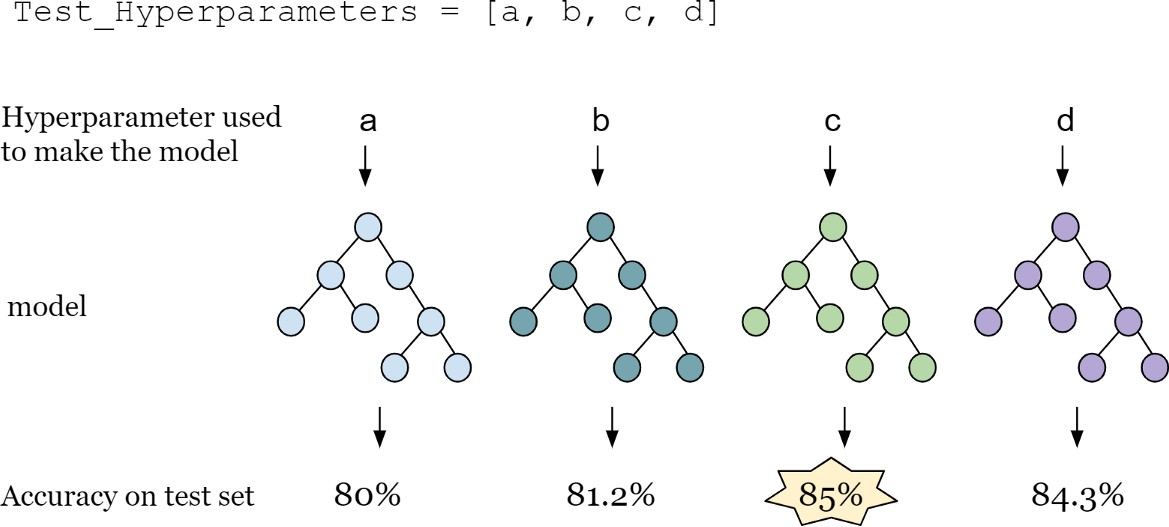 Test_Hyperparameters = [a, b, c, d]
Hyperparameter used
to make the model
a b c d
model
Accuracy on test set 80% 81.2% 85% 84.3%